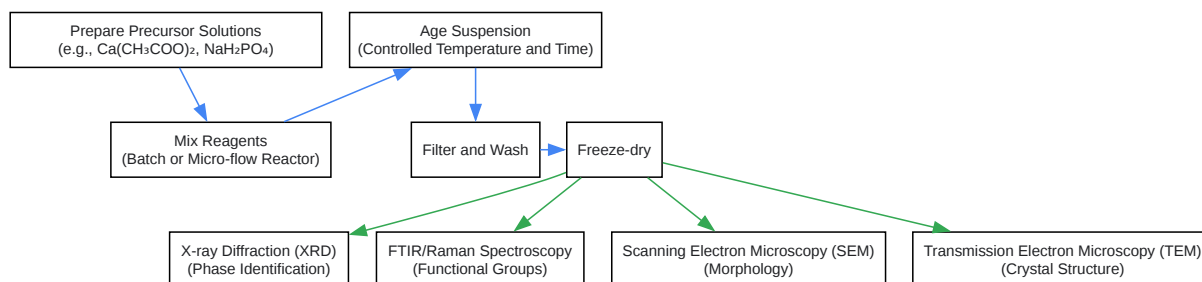 Prepare Precursor Solutions
(e.g., Ca(CH₃COO)₂, NaH₂PO₄)
Age Suspension
(Controlled Temperature and Time)
Mix Reagents
(Batch or Micro-flow Reactor)
Filter and Wash
Freeze-dry
X-ray Diffraction (XRD)
(Phase Identification)
FTIR/Raman Spectroscopy
(Functional Groups)
Scanning Electron Microscopy (SEM)
(Morphology)
Transmission Electron Microscopy (TEM)
(Crystal Structure)